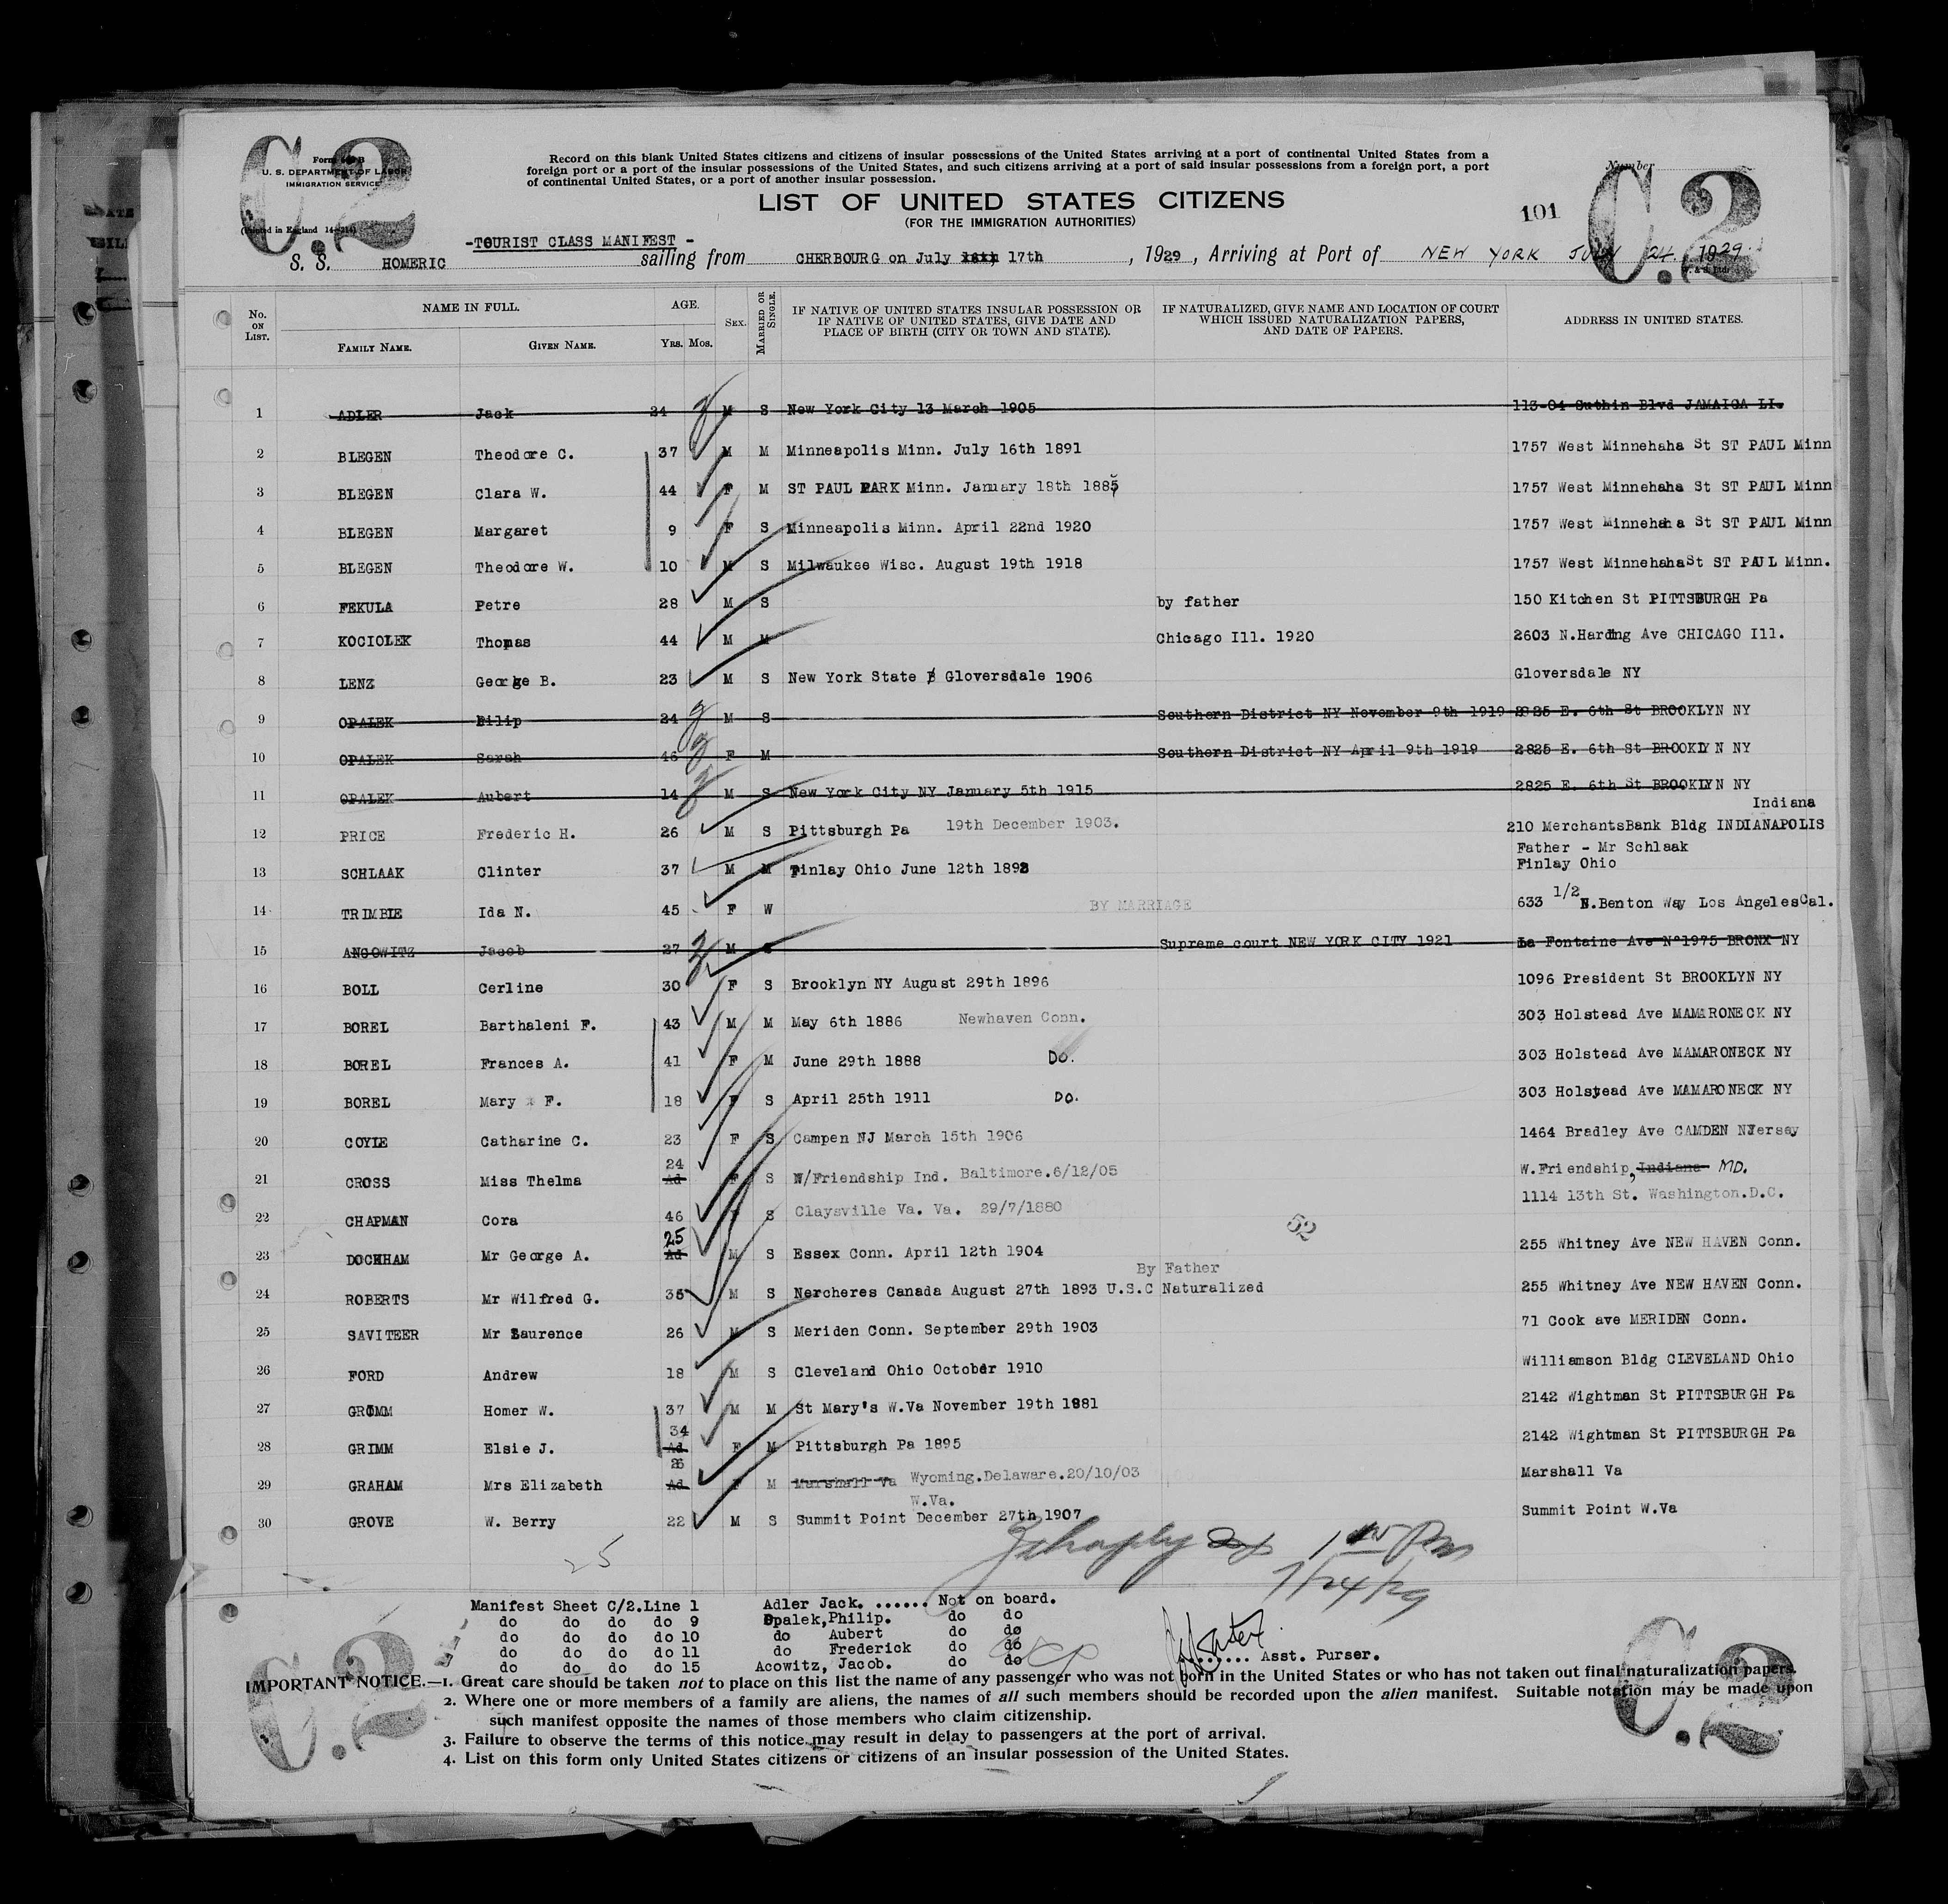 C.2
C.2
Form 630 B
U. S. DEPARTMENT OF LABOR
IMMIGRATION SERVICE
Record on this blank United States citizens and citizens of insular possessions of the United States arriving at a port of continental United States from a
foreign port or a port of the insular possessions of the United States, and such citizens arriving at a port of said insular possessions from a foreign port, a port
of continental United States, or a port of another insular possession.
Number
LIST OF UNITED STATES CITIZENS
(FOR THE IMMIGRATION AUTHORITIES)
101
(Printed in England
-TOURIST CLASS MANIFEST -
S. S. HOMERIC sailing from CHERBOURG on July 17th , 1929 , Arriving at Port of NEW YORK JULY 24. 1929.
No. ON LIST. NAME IN FULL. FAMILY NAME. GIVEN NAME. AGE. YRS. MOS. SEX. MARRIED OR SINGLE. IF NATIVE OF UNITED STATES INSULAR POSSESSION OR IF NATIVE OF UNITED STATES, GIVE DATE AND PLACE OF BIRTH (CITY OR TOWN AND STATE). IF NATURALIZED, GIVE NAME AND LOCATION OF COURT WHICH ISSUED NATURALIZATION PAPERS, AND DATE OF PAPERS. ADDRESS IN UNITED STATES.
1 ADLER Jack 24 M S New York City 13 March 1905 113-04 Suthin Blvd JAMAICA LI.
2 BLEGEN Theodore C. 37 M M Minneapolis Minn. July 16th 1891 1757 West Minnehaha St ST PAUL Minn
3 BLEGEN Clara W. 44 F M ST PAUL PARK Minn. January 18th 1885 1757 West Minnehaha St ST PAUL Minn
4 BLEGEN Margaret 9 F S Minneapolis Minn. April 22nd 1920 1757 West Minnehaha St ST PAUL Minn
5 BLEGEN Theodore W. 10 M S Milwaukee Wisc. August 19th 1918 1757 West Minnehaha St ST PAUL Minn.
6 FEKULA Petre 28 M S by father 150 Kitchen St PITTSBURGH Pa
7 KOCIOLEK Thomas 44 M M Chicago Ill. 1920 2603 N.Harding Ave CHICAGO Ill.
8 LENZ George B. 23 M S New York State Gloversdale 1906 Gloversdale NY
9 OPALEK Filip 24 M S Southern District NY November 9th 1919 2825 E. 6th St BROOKLYN NY
10 OPALEK Sarah 46 F M Southern District NY April 9th 1919 2825 E. 6th St BROOKLYN NY
11 OPALEK Aubert 14 M S New York City NY January 5th 1915 2825 E. 6th St BROOKLYN NY
Indiana
12 PRICE Frederic H. 26 M S Pittsburgh Pa 19th December 1903. 210 MerchantsBank Bldg INDIANAPOLIS
Father - Mr Schlaak
13 SCHLAAK Clinter 37 M M Finlay Ohio June 12th 1892 Finlay Ohio
14 TRIMBLE Ida N. 45 F W BY MARRIAGE 633 1/2 N.Benton Way Los Angeles Cal.
15 ANCOWITZ Jacob 27 M S Supreme court NEW YORK CITY 1921 La Fontaine Ave N°1975 BRONX NY
16 BOLL Cerline 30 F S Brooklyn NY August 29th 1896 1096 President St BROOKLYN NY
17 BOREL Barthaleni F. 43 M M May 6th 1886 Newhaven Conn. 303 Holstead Ave MAMARONECK NY
18 BOREL Frances A. 41 F M June 29th 1888 Do. 303 Holstead Ave MAMARONECK NY
19 BOREL Mary F. 18 F S April 25th 1911 Do. 303 Holstead Ave MAMARONECK NY
20 COYLE Catharine C. 23 F S Campen NJ March 15th 1906 1464 Bradley Ave CAMDEN NJersey
24
21 CROSS Miss Thelma Ad F S W/Friendship Ind. Baltimore.6/12/05 W.Friendship, Indiana MD.
22 CHAPMAN Cora 46 F S Claysville Va. Va. 29/7/1880 1114 13th St. Washington.D.C.
52
25
23 DOCKHAM Mr George A. Ad M S Essex Conn. April 12th 1904 255 Whitney Ave NEW HAVEN Conn.
By Father
24 ROBERTS Mr Wilfred G. 35 M S Nercheres Canada August 27th 1893 U.S.C Naturalized 255 Whitney Ave NEW HAVEN Conn.
25 SAVITEER Mr Laurence 26 M S Meriden Conn. September 29th 1903 71 Cook ave MERIDEN Conn.
26 FORD Andrew 18 M S Cleveland Ohio October 1910 Williamson Bldg CLEVELAND Ohio
27 GRIMM Homer W. 37 M M St Mary's W.Va November 19th 1881 2142 Wightman St PITTSBURGH Pa
34
28 GRIMM Elsie J. Ad F M Pittsburgh Pa 1895 2142 Wightman St PITTSBURGH Pa
26
29 GRAHAM Mrs Elizabeth Ad F M Marshall Va Wyoming.Delaware.20/10/03 Marshall Va
W.Va.
30 GROVE W. Berry 22 M S Summit Point December 27th 1907 Summit Point W.Va
25
7/24/29
Manifest Sheet C/2.Line 1 Adler Jack. ...... Not on board.
do do do do 9 Opalek,Philip. do do
do do do do 10 do Aubert do do
do do do do 11 do Frederick do do
do do do do 15 Acowitz, Jacob. do do
Asst. Purser.
IMPORTANT NOTICE.—1. Great care should be taken not to place on this list the name of any passenger who was not born in the United States or who has not taken out final naturalization papers.
2. Where one or more members of a family are aliens, the names of all such members should be recorded upon the alien manifest. Suitable notation may be made upon
such manifest opposite the names of those members who claim citizenship.
3. Failure to observe the terms of this notice may result in delay to passengers at the port of arrival.
4. List on this form only United States citizens or citizens of an insular possession of the United States.
C.2
C.2